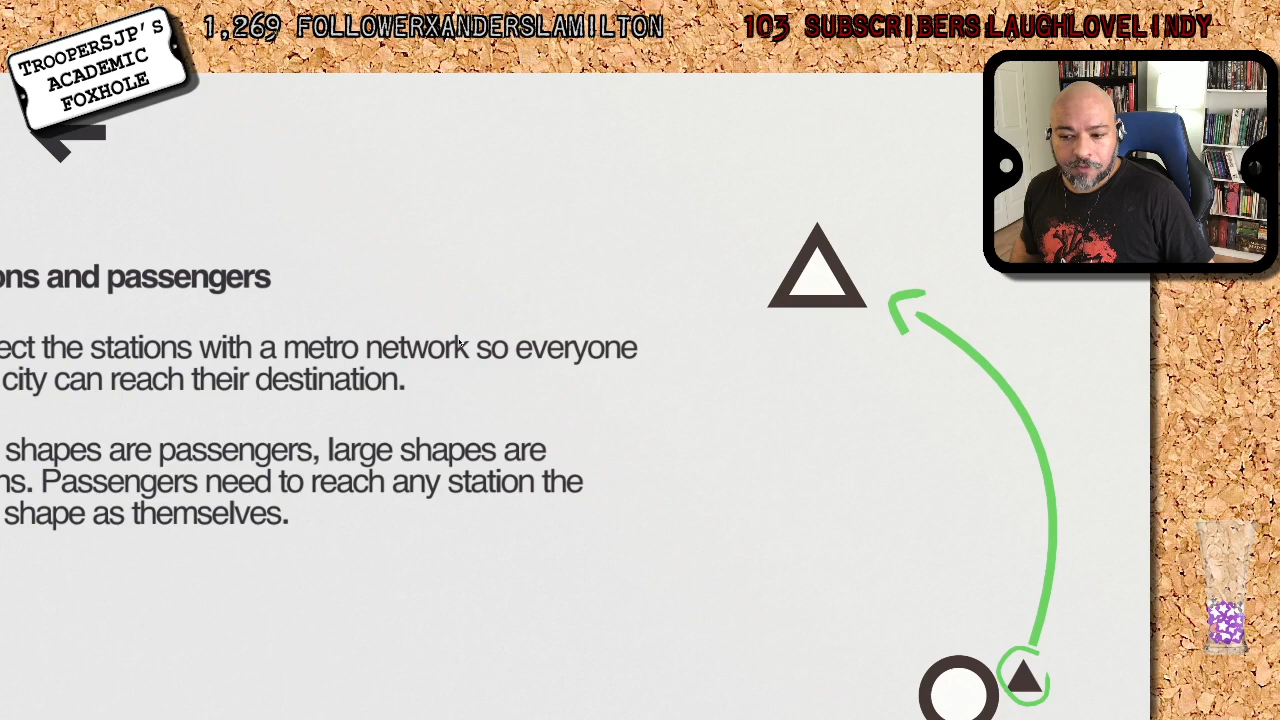 1,269 FOLLOWERXANDERSLAMILTON
103 SUBSCRIBERS:LAUGHLOVELINDY
TROOPERSJP'S
ACADEMIC
FOXHOLE
ons and passengers
ect the stations with a metro network so everyone
city can reach their destination.
shapes are passengers, large shapes are
ns. Passengers need to reach any station the
shape as themselves.